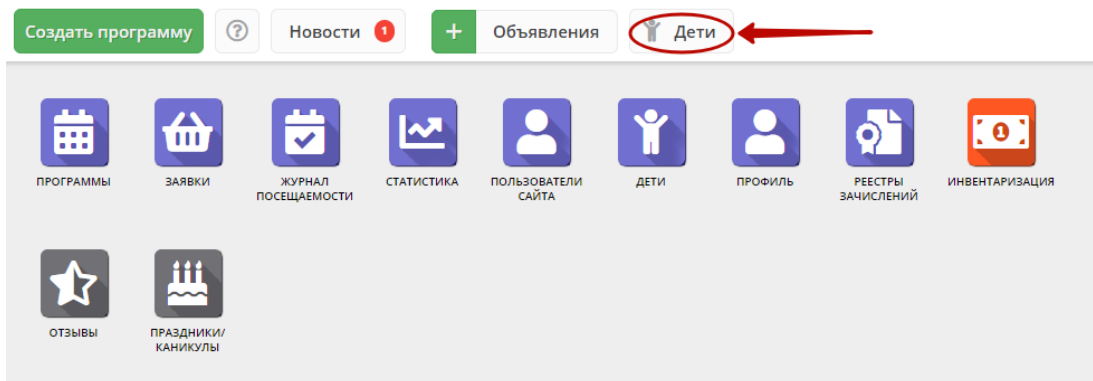 Создать программу
?
Новости 1
+ Объявления
Дети
ПРОГРАММЫ
ЗАЯВКИ
ЖУРНАЛ
ПОСЕЩАЕМОСТИ
СТАТИСТИКА
ПОЛЬЗОВАТЕЛИ
САЙТА
ДЕТИ
ПРОФИЛЬ
РЕЕСТРЫ
ЗАЧИСЛЕНИЙ
1
ИНВЕНТАРИЗАЦИЯ
ОТЗЫВЫ
ПРАЗДНИКИ/
КАНИКУЛЫ